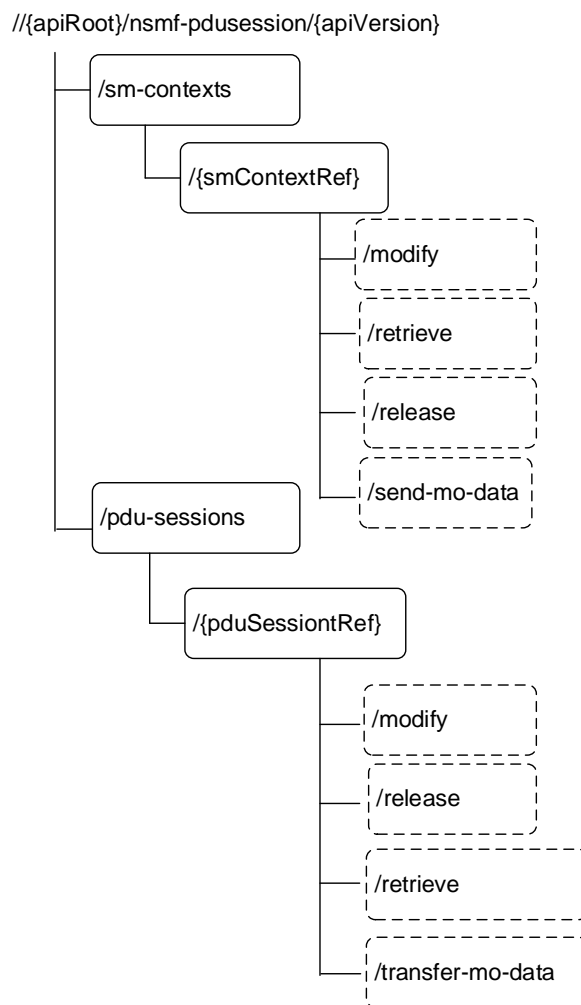 //{apiRoot}/nsmf-pdusession/{apiVersion}
/sm-contexts
/{smContextRef}
/modify
/retrieve
/release
/send-mo-data
/pdu-sessions
/{pduSessiontRef}
/modify
/release
/retrieve
/transfer-mo-data